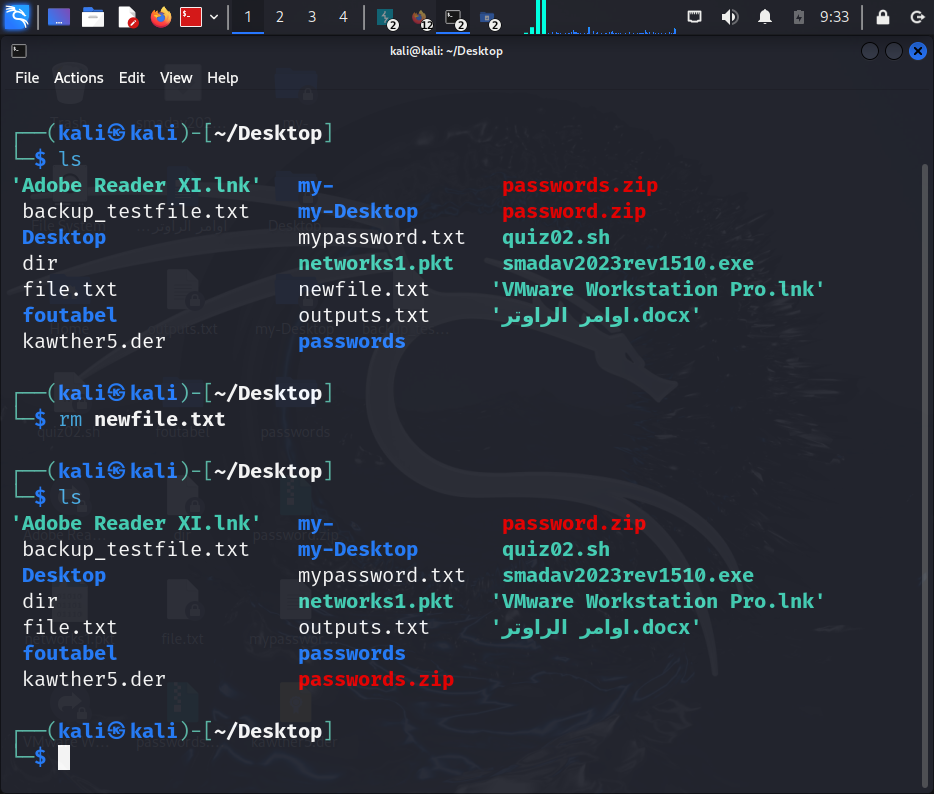 1 2 3 4 2 12 2 2 9:33
kali@kali: ~/Desktop
File Actions Edit View Help
┌──(kali㉿kali)-[~/Desktop]
└─$ ls
'Adobe Reader XI.lnk' my- passwords.zip
backup_testfile.txt my-Desktop password.zip
Desktop mypassword.txt quiz02.sh
dir networks1.pkt smadav2023rev1510.exe
file.txt newfile.txt 'VMware Workstation Pro.lnk'
foutabel outputs.txt 'اوامر الراوتر.docx'
kawther5.der passwords
┌──(kali㉿kali)-[~/Desktop]
└─$ rm newfile.txt
┌──(kali㉿kali)-[~/Desktop]
└─$ ls
'Adobe Reader XI.lnk' my- password.zip
backup_testfile.txt my-Desktop quiz02.sh
Desktop mypassword.txt smadav2023rev1510.exe
dir networks1.pkt 'VMware Workstation Pro.lnk'
file.txt outputs.txt 'اوامر الراوتر.docx'
foutabel passwords
kawther5.der passwords.zip
┌──(kali㉿kali)-[~/Desktop]
└─$